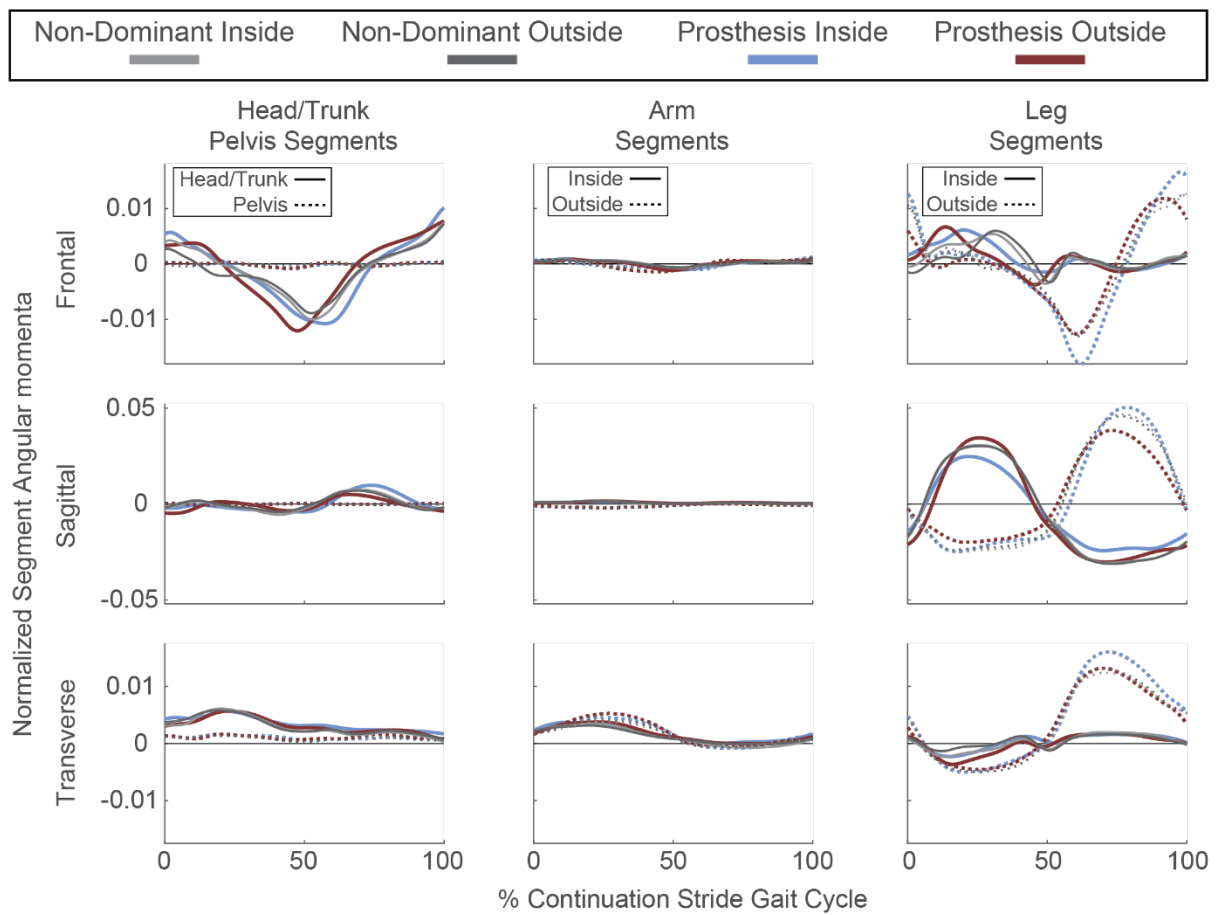 Non-Dominant Inside Non-Dominant Outside Prosthesis Inside Prosthesis Outside
Head/Trunk
Pelvis Segments
Arm
Segments
Leg
Segments
Normalized Segment Angular momenta
Frontal
0.01
0
-0.01
Head/Trunk
Pelvis
Inside
Outside
Inside
Outside
Sagittal
0.05
0
-0.05
Transverse
0.01
0
-0.01
0 50 100
0 50 100
0 50 100
% Continuation Stride Gait Cycle